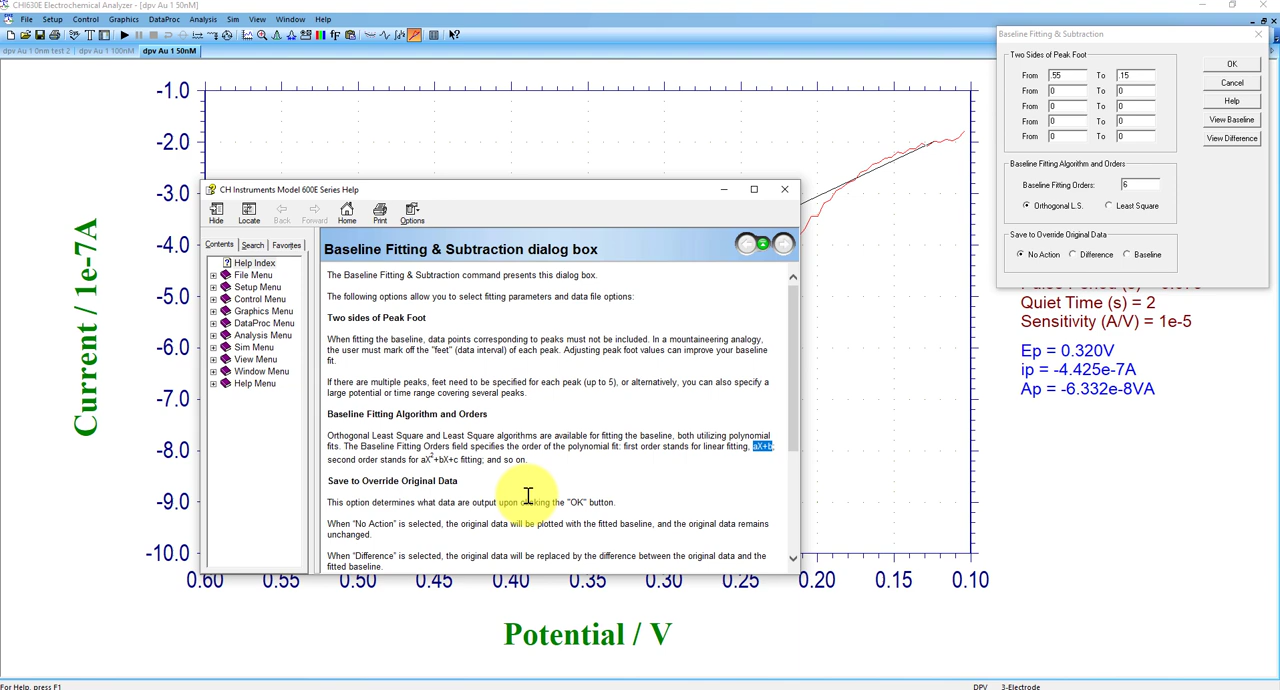 CHI630E Electrochemical Analyzer - [dpv Au 1 50nM]
File Setup Control Graphics DataProc Analysis Sim View Window Help
dpv Au 1 0nm test 2 dpv Au 1 100nM dpv Au 1 50nM
Baseline Fitting & Subtraction
Two Sides of Peak Foot
From .55 To .15
From 0 To 0
From 0 To 0
From 0 To 0
From 0 To 0
OK
Cancel
Help
View Baseline
View Difference
Baseline Fitting Algorithm and Orders
Baseline Fitting Orders: 6
Orthogonal L.S. Least Square
Save to Override Original Data
No Action Difference Baseline
Quiet Time (s) = 2
Sensitivity (A/V) = 1e-5
Ep = 0.320V
ip = -4.425e-7A
Ap = -6.332e-8VA
Current / 1e-7A
-1.0
-2.0
-3.0
-4.0
-5.0
-6.0
-7.0
-8.0
-9.0
-10.0
CH Instruments Model 600E Series Help
Hide Locate Back Forward Home Print Options
Contents Search Favorites
Help Index
File Menu
Setup Menu
Control Menu
Graphics Menu
DataProc Menu
Analysis Menu
Sim Menu
View Menu
Window Menu
Help Menu
Baseline Fitting & Subtraction dialog box
The Baseline Fitting & Subtraction command presents this dialog box.
The following options allow you to select fitting parameters and data file options:
Two sides of Peak Foot
When fitting the baseline, data points corresponding to peaks must not be included. In a mountaineering analogy,
the user must mark off the "feet" (data interval) of each peak. Adjusting peak foot values can improve your baseline
fit.
If there are multiple peaks, feet need to be specified for each peak (up to 5), or alternatively, you can also specify a
large potential or time range covering several peaks.
Baseline Fitting Algorithm and Orders
Orthogonal Least Square and Least Square algorithms are available for fitting the baseline, both utilizing polynomial
fits. The Baseline Fitting Orders field specifies the order of the polynomial fit: first order stands for linear fitting, aX+b,
second order stands for aX²+bX+c fitting; and so on.
Save to Override Original Data
This option determines what data are output upon clicking the "OK" button.
When "No Action" is selected, the original data will be plotted with the fitted baseline, and the original data remains
unchanged.
When "Difference" is selected, the original data will be replaced by the difference between the original data and the
fitted baseline.
0.60 0.55 0.50 0.45 0.40 0.35 0.30 0.25 0.20 0.15 0.10
Potential / V
For Help, press F1
DPV 3-Electrode